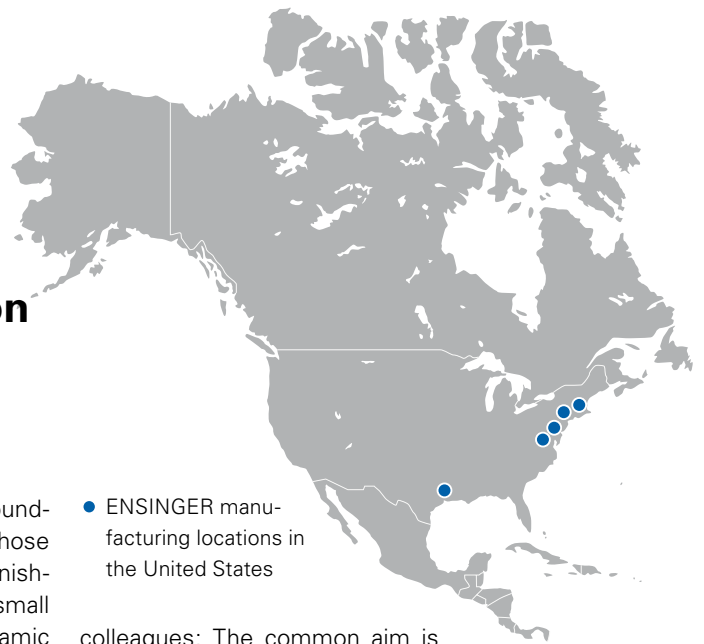 on
ound-
hose
nish-
small
amic
● ENSINGER manu-
facturing locations in
the United States
colleagues: The common aim is